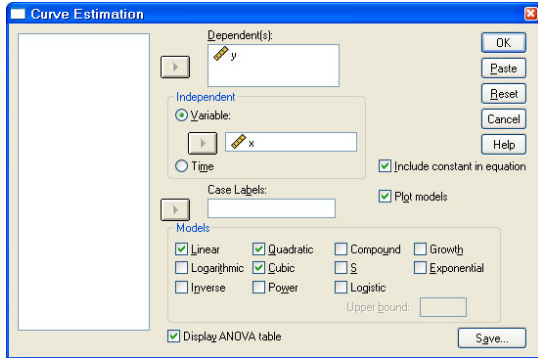 Curve Estimation
Dependent(s):
y
OK
Paste
Reset
Cancel
Help
Independent
Variable:
x
Time
Include constant in equation
Case Labels:
Plot models
Models
Linear Quadratic Compound Growth
Logarithmic Cubic S Exponential
Inverse Power Logistic
Upper bound:
Display ANOVA table
Save...